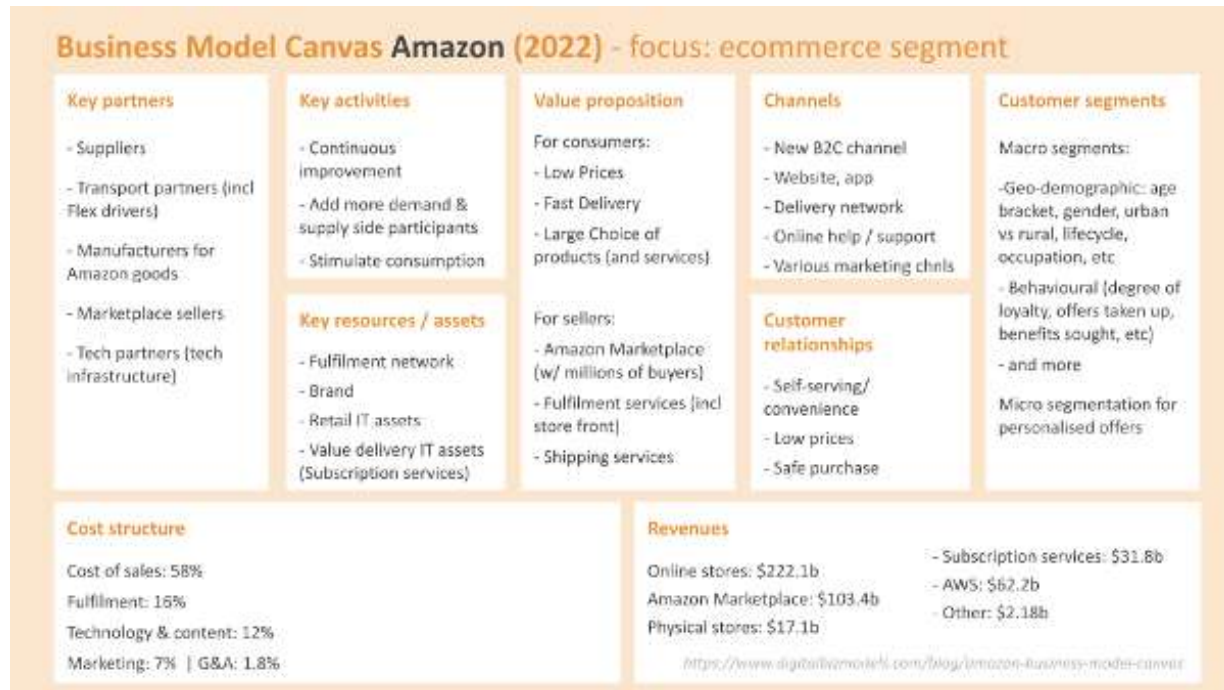 Business Model Canvas Amazon (2022) - focus: ecommerce segment
Key partners
- Suppliers
- Transport partners (incl
Flex drivers)
- Manufacturers for
Amazon goods
- Marketplace sellers
- Tech partners (tech
infrastructure)
Key activities
- Continuous
improvement
- Add more demand &
supply side participants
- Stimulate consumption
Key resources / assets
- Fulfilment network
- Brand
- Retail IT assets
- Value delivery IT assets
(Subscription services)
Value proposition
For consumers:
- Low Prices
- Fast Delivery
- Large Choice of
products (and services)
For sellers:
- Amazon Marketplace
(w/ millions of buyers)
- Fulfilment services (incl
store front)
- Shipping services
Channels
- New B2C channel
- Website, app
- Delivery network
- Online help / support
- Various marketing chnls
Customer
relationships
- Self-serving/
convenience
- Low prices
- Safe purchase
Customer segments
Macro segments:
-Geo-demographic: age
bracket, gender, urban
vs rural, lifecycle,
occupation, etc
- Behavioural (degree of
loyalty, offers taken up,
benefits sought, etc)
- and more
Micro segmentation for
personalised offers
Cost structure
Cost of sales: 58%
Fulfilment: 16%
Technology & content: 12%
Marketing: 7% | G&A: 1.8%
Revenues
Online stores: $222.1b
Amazon Marketplace: $103.4b
Physical stores: $17.1b
- Subscription services: $31.8b
- AWS: $62.2b
- Other: $2.18b
https://www.digitalbizmodels.com/blog/amazon-business-model-canvas